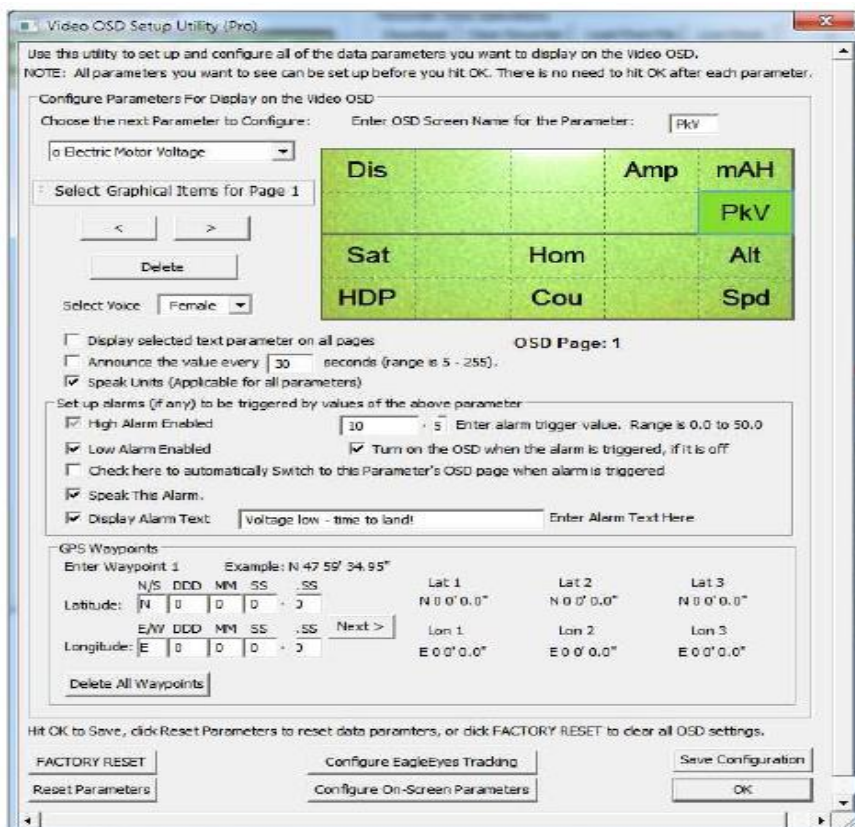 Video OSD Setup Utility (Pro)
Use this utility to set up and configure all of the data parameters you want to display on the Video OSD.
NOTE: All parameters you want to see can be set up before you hit OK. There is no need to hit OK after each parameter.
Configure Parameters For Display on the Video OSD
Choose the next Parameter to Configure: Enter OSD Screen Name for the Parameter: PkV
o Electric Motor Voltage
Select Graphical Items for Page 1
< >
Delete
Select Voice Female
Dis Amp mAH
PkV
Sat Hom Alt
HDP Cou Spd
OSD Page: 1
Display selected text parameter on all pages
Announce the value every 30 seconds (range is 5 - 255).
Speak Units (Applicable for all parameters)
Set up alarms (if any) to be triggered by values of the above parameter
High Alarm Enabled 10 . 5 Enter alarm trigger value. Range is 0.0 to 50.0
Low Alarm Enabled Turn on the OSD when the alarm is triggered, if it is off
Check here to automatically Switch to this Parameter's OSD page when alarm is triggered
Speak This Alarm.
Display Alarm Text Voltage low - time to land! Enter Alarm Text Here
GPS Waypoints
Enter Waypoint 1 Example: N 47 59' 34.95"
N/S DDD MM SS .SS Lat 1 Lat 2 Lat 3
Latitude: N 0 0 0 . 0 N 0 0' 0.0" N 0 0' 0.0" N 0 0' 0.0"
E/W DDD MM SS .SS Next > Lon 1 Lon 2 Lon 3
Longitude: E 0 0 0 . 0 E 0 0' 0.0" E 0 0' 0.0" E 0 0' 0.0"
Delete All Waypoints
Hit OK to Save, click Reset Parameters to reset data paramters, or click FACTORY RESET to clear all OSD settings.
FACTORY RESET Configure EagleEyes Tracking Save Configuration
Reset Parameters Configure On-Screen Parameters OK